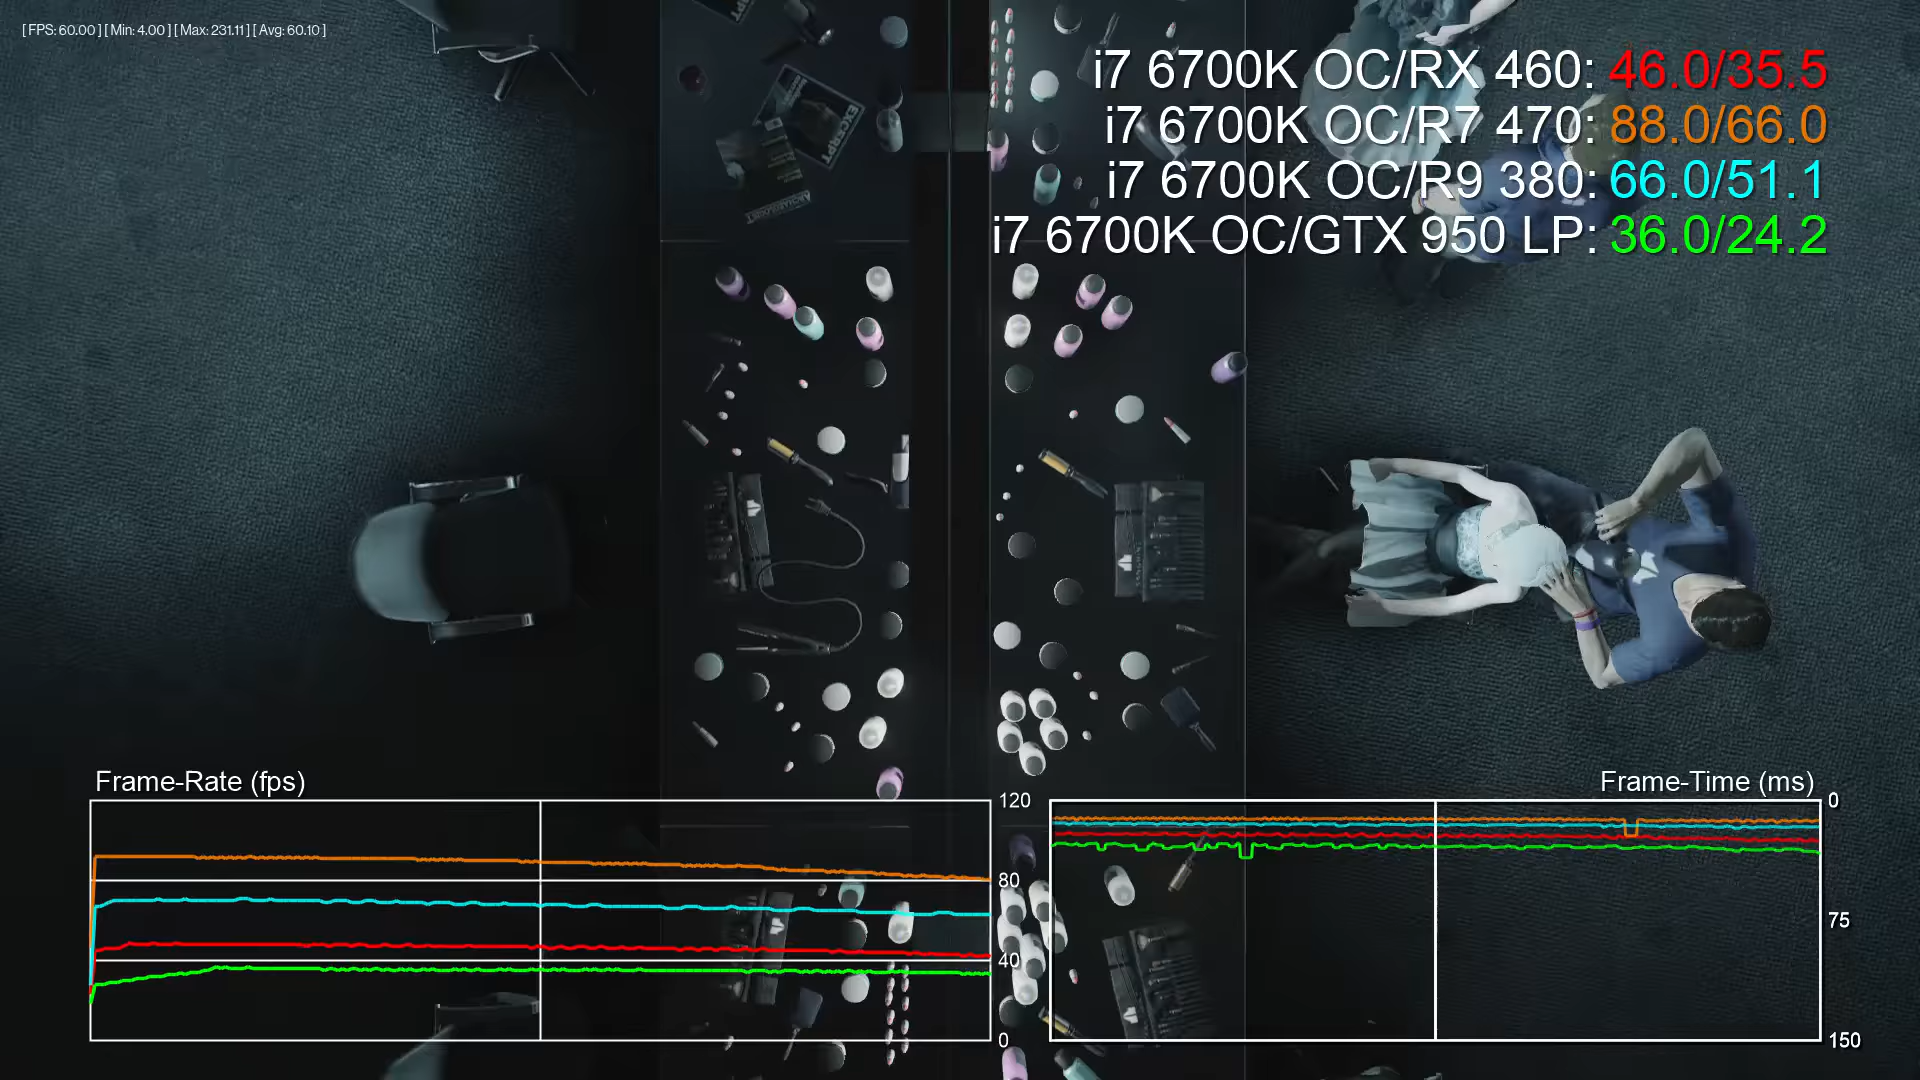 [ FPS: 60.00 ] [ Min: 4.00 ] [ Max: 231.11 ] [ Avg: 60.10 ]
i7 6700K OC/RX 460: 46.0/35.5
i7 6700K OC/R7 470: 88.0/66.0
i7 6700K OC/R9 380: 66.0/51.1
i7 6700K OC/GTX 950 LP: 36.0/24.2
EXCERPT
Frame-Rate (fps)
120
80
40
0
Frame-Time (ms)
0
75
150